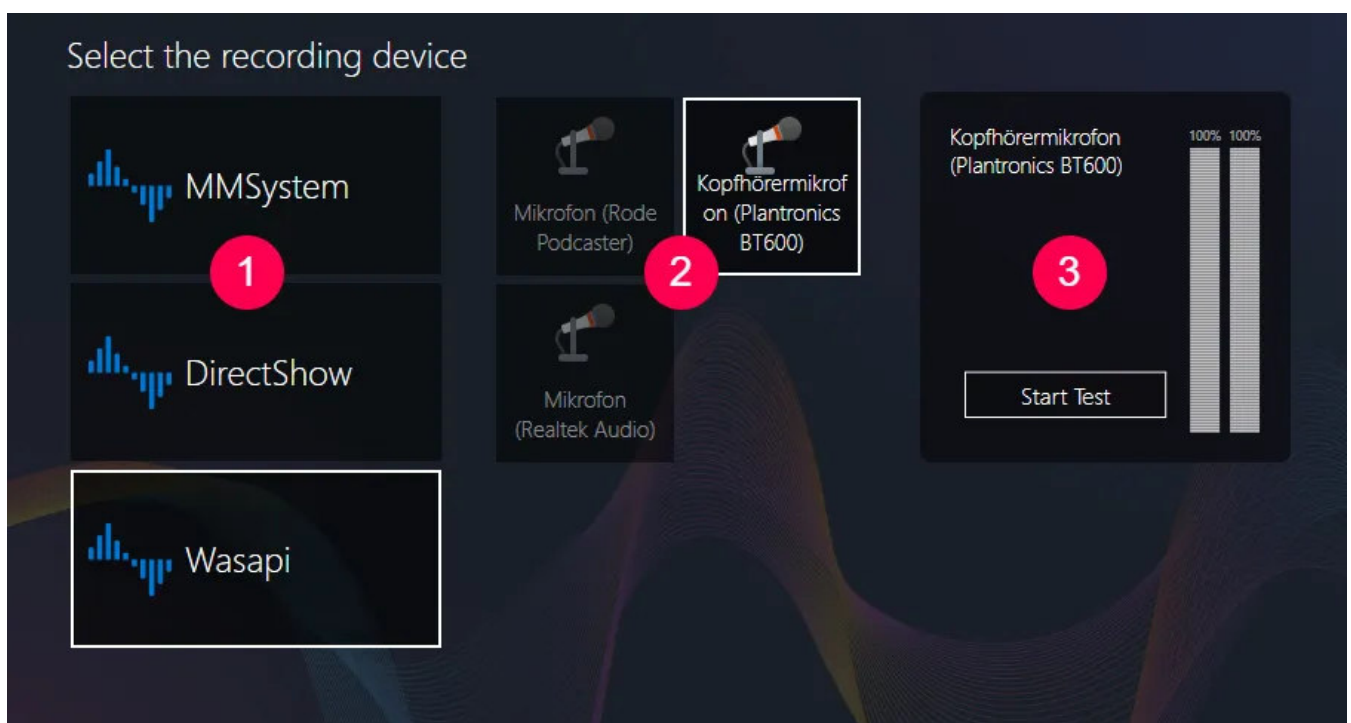 Select the recording device
MMSystem
1
DirectShow
Wasapi
Mikrofon (Rode
Podcaster)
Kopfhörermikrof
on (Plantronics
BT600)
2
Mikrofon
(Realtek Audio)
Kopfhörermikrofon
(Plantronics BT600)
100% 100%
3
Start Test